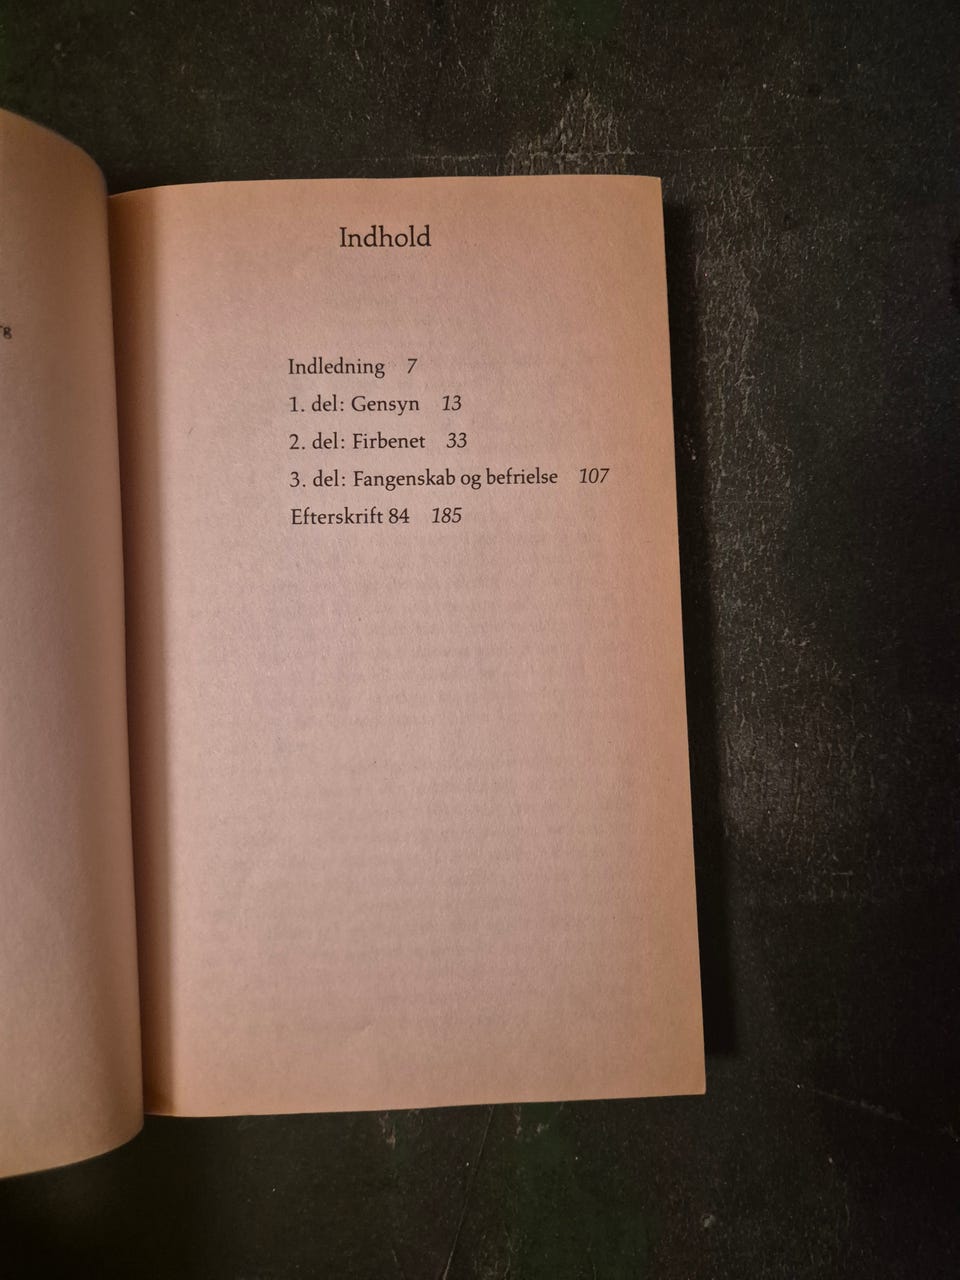 Indhold
Indledning 7
1. del: Gensyn 13
2. del: Firbenet 33
3. del: Fangenskab og befrielse 107
Efterskrift 84 185